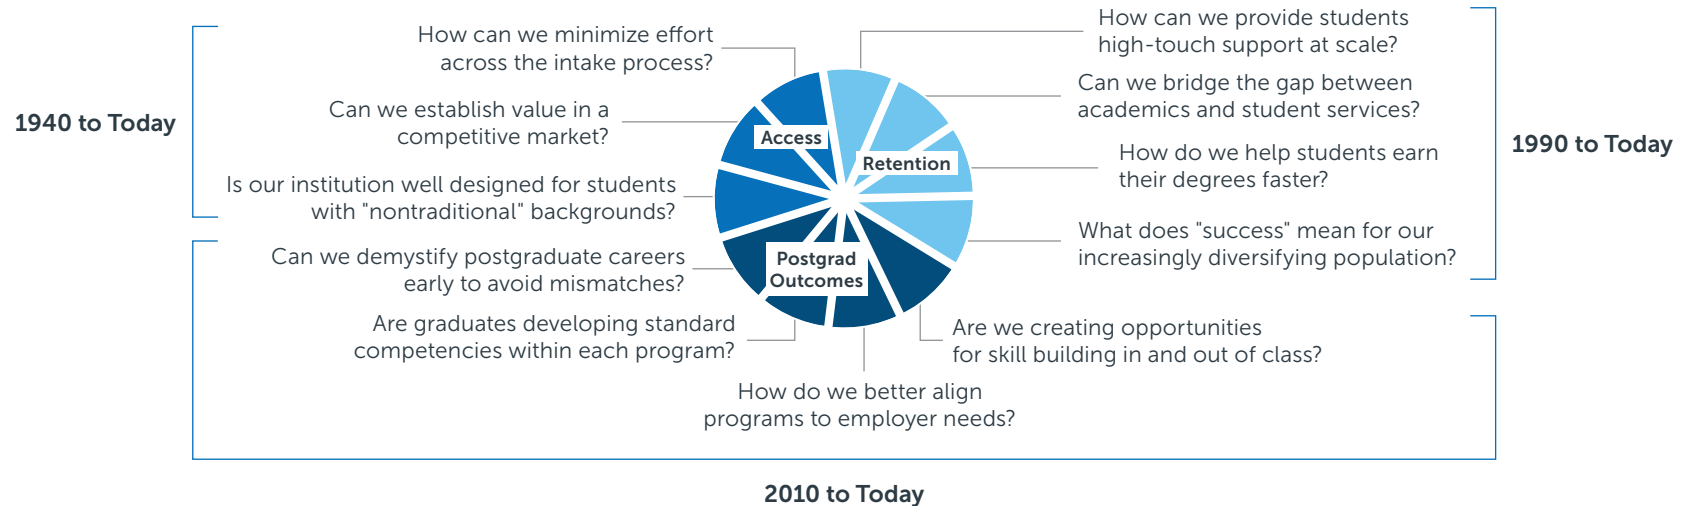 How can we minimize effort
across the intake process?
Can we establish value in a
competitive market?
1940 to Today
Is our institution well designed for students
with "nontraditional" backgrounds?
Access
Retention
Postgrad
Outcomes
How can we provide students
high-touch support at scale?
Can we bridge the gap between
academics and student services?
How do we help students earn
their degrees faster?
1990 to Today
What does "success" mean for our
increasingly diversifying population?
Can we demystify postgraduate careers
early to avoid mismatches?
Are graduates developing standard
competencies within each program?
How do we better align
programs to employer needs?
Are we creating opportunities
for skill building in and out of class?
2010 to Today